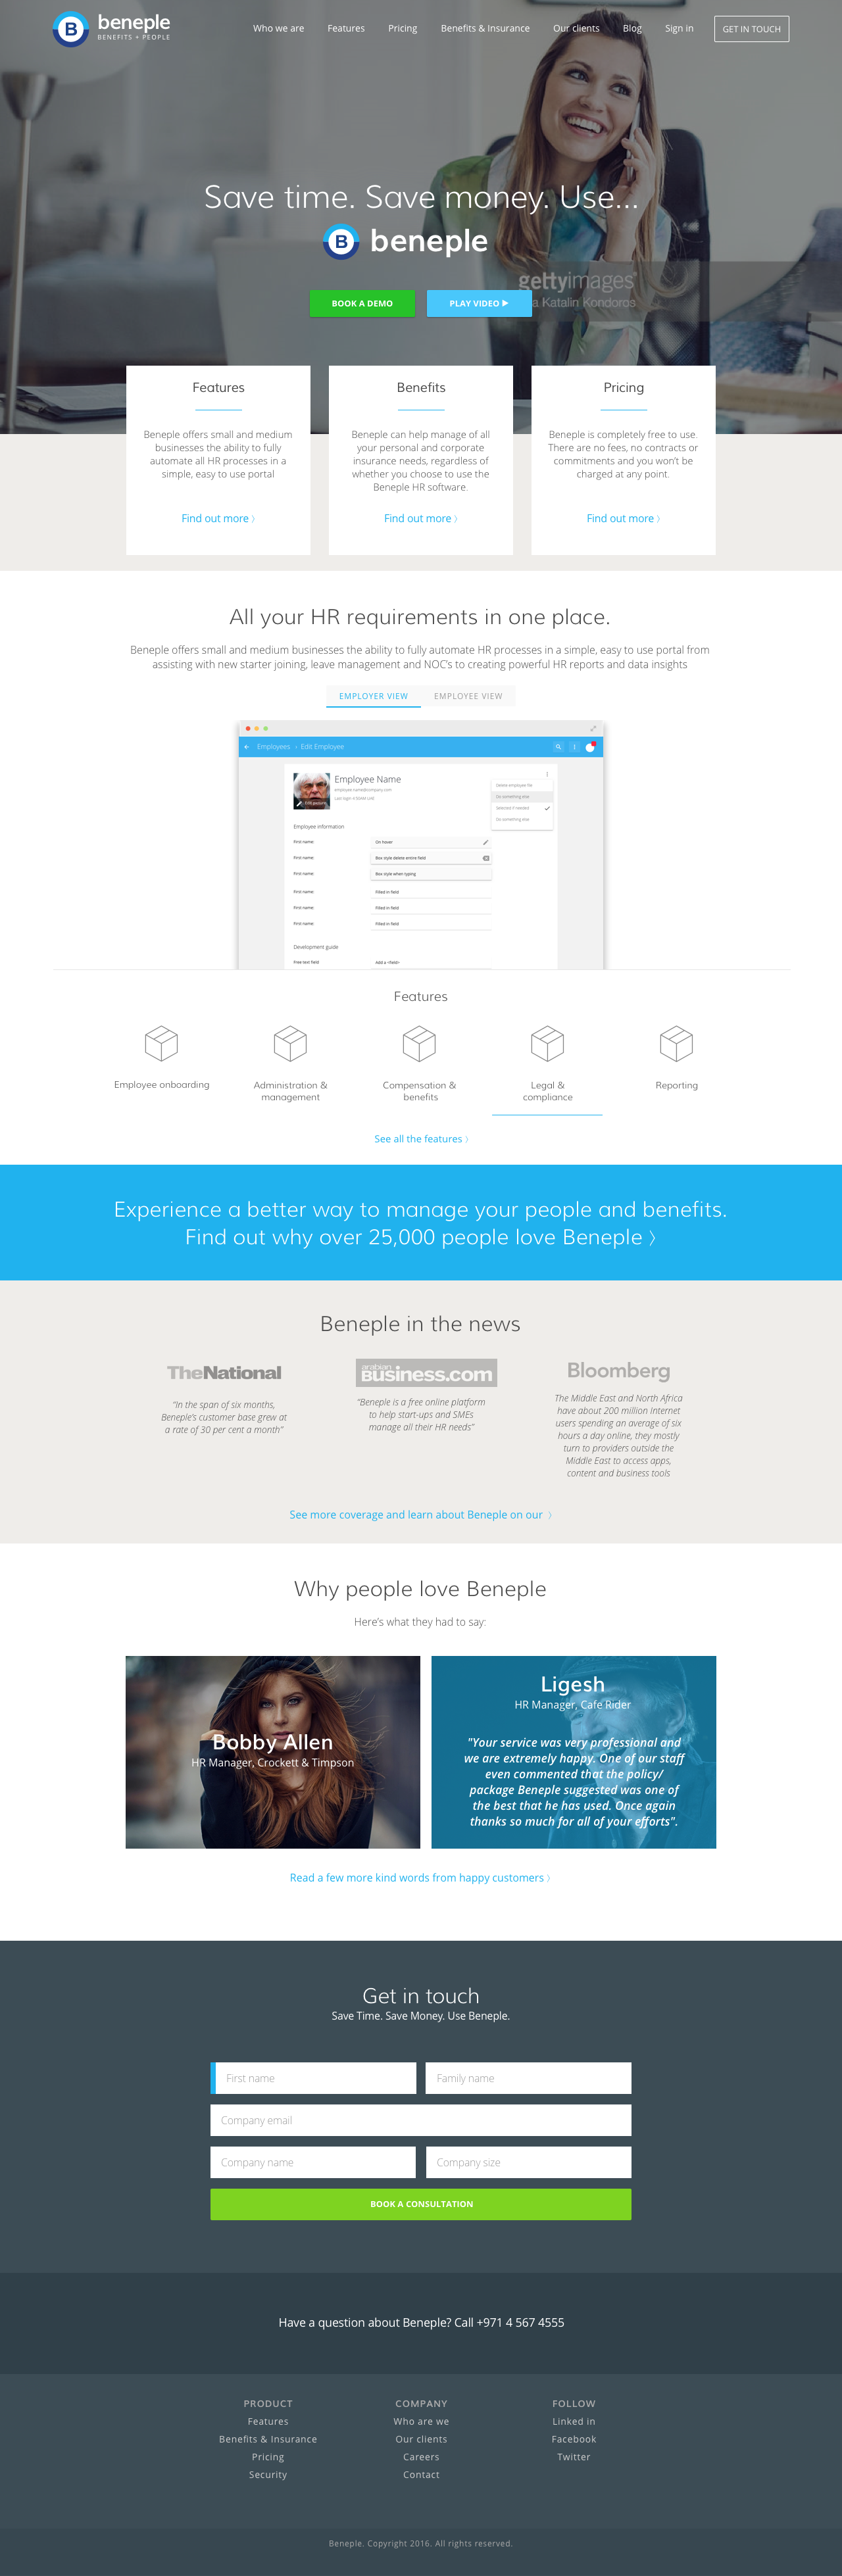 beneple
BENEFITS + PEOPLE
Who we are
Features
Pricing
Benefits & Insurance
Our clients
Blog
Sign in
GET IN TOUCH
Save time. Save money. Use...
B beneple
gettyimages
a Katalin Kondoros
BOOK A DEMO
PLAY VIDEO
Features
Beneple offers small and medium
businesses the ability to fully
automate all HR processes in a
simple, easy to use portal
Find out more
Benefits
Beneple can help manage of all
your personal and corporate
insurance needs, regardless of
whether you choose to use the
Beneple HR software.
Find out more
Pricing
Beneple is completely free to use.
There are no fees, no contracts or
commitments and you won't be
charged at any point.
Find out more
All your HR requirements in one place.
Beneple offers small and medium businesses the ability to fully automate HR processes in a simple, easy to use portal from
assisting with new starter joining, leave management and NOC's to creating powerful HR reports and data insights
EMPLOYER VIEW
EMPLOYEE VIEW
Employees
Edit Employee
Employee Name
employee.name@company.com
Edit picture
Delete employee file
Do something else
Selected if needed
Do something else
Employee information
First name
On hover
First name
Box style delete entire field
First name
Box style when typing
First name
Filled in field
First name
Filled in field
First name
Filled in field
Development guide
Free text field
Add a <field>
Features
Employee onboarding
Administration &
management
Compensation &
benefits
Legal &
compliance
Reporting
See all the features
Experience a better way to manage your people and benefits.
Find out why over 25,000 people love Beneple
Beneple in the news
TheNational
"In the span of six months,
Beneple's customer base grew at
a rate of 30 per cent a month"
arabian
Business.com
"Beneple is a free online platform
to help start-ups and SMEs
manage all their HR needs"
Bloomberg
The Middle East and North Africa
have about 200 million Internet
users spending an average of six
hours a day online, they mostly
turn to providers outside the
Middle East to access apps,
content and business tools
See more coverage and learn about Beneple on our
Why people love Beneple
Here's what they had to say:
Bobby Allen
HR Manager, Crockett & Timpson
Ligesh
HR Manager, Cafe Rider
"Your service was very professional and
we are extremely happy. One of our staff
even commented that the policy/
package Beneple suggested was one of
the best that he has used. Once again
thanks so much for all of your efforts".
Read a few more kind words from happy customers
Get in touch
Save Time. Save Money. Use Beneple.
First name
Family name
Company email
Company name
Company size
BOOK A CONSULTATION
Have a question about Beneple? Call +971 4 567 4555
PRODUCT
Features
Benefits & Insurance
Pricing
Security
COMPANY
Who are we
Our clients
Careers
Contact
FOLLOW
Linked in
Facebook
Twitter
Beneple. Copyright 2016. All rights reserved.